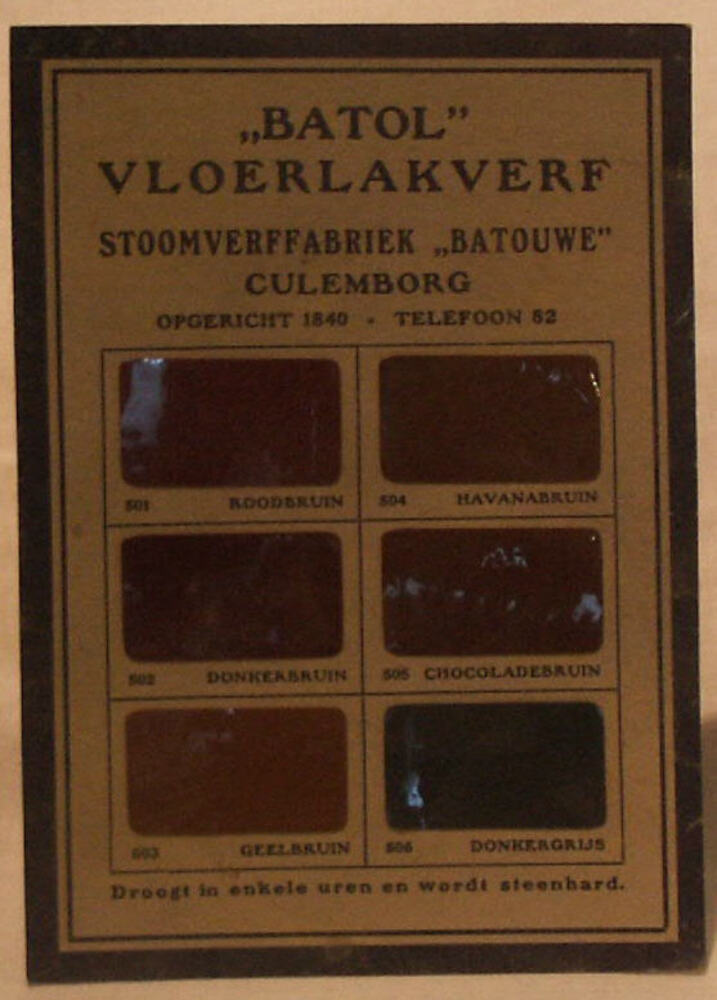 „BATOL”
VLOERLAKVERF
STOOMVERFFABRIEK „BATOUWE”
CULEMBORG
OPGERICHT 1840 - TELEFOON 82
501 ROODBRUIN
504 HAVANABRUIN
502 DONKERBRUIN
505 CHOCOLADEBRUIN
503 GEELBRUIN
506 DONKERGRIJS
Droogt in enkele uren en wordt steenhard.